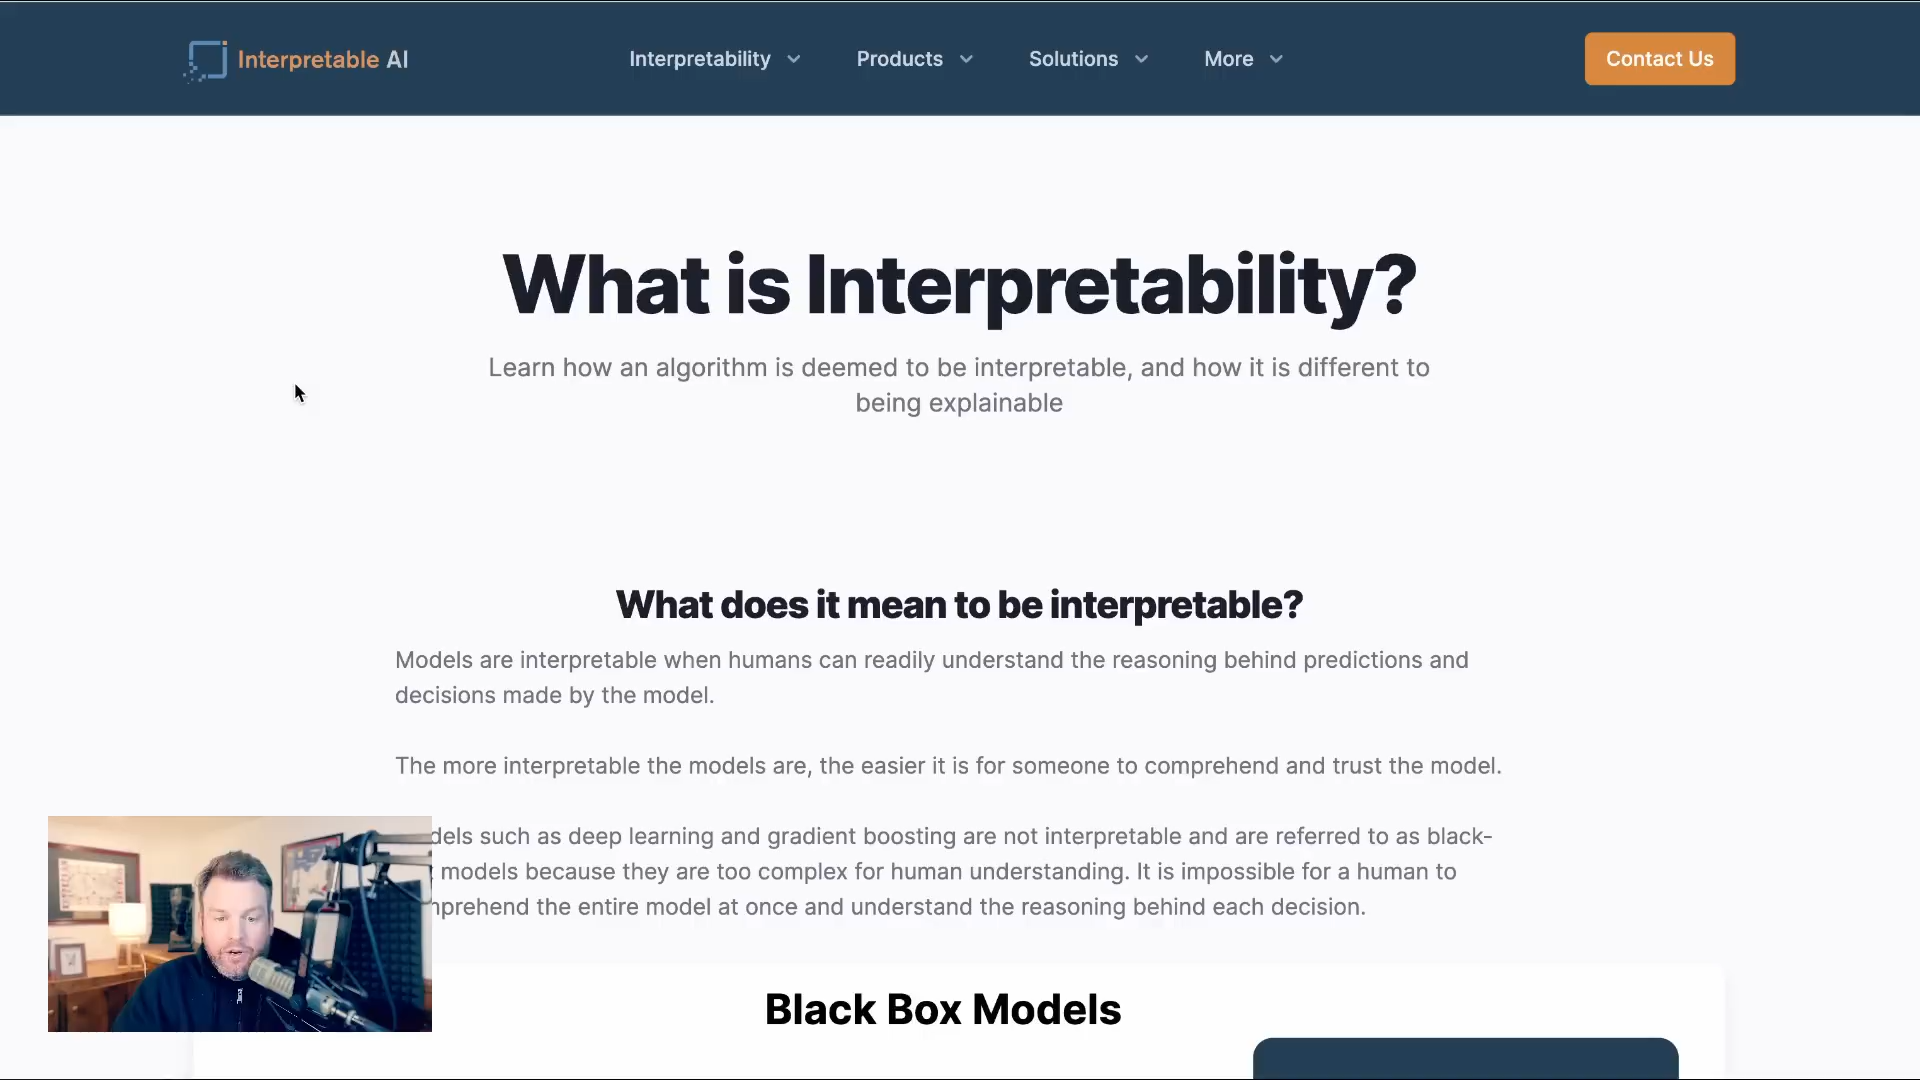 Interpretable AI
Interpretability
Products
Solutions
More
Contact Us
What is Interpretability?
Learn how an algorithm is deemed to be interpretable, and how it is different to
being explainable
What does it mean to be interpretable?
Models are interpretable when humans can readily understand the reasoning behind predictions and
decisions made by the model.
The more interpretable the models are, the easier it is for someone to comprehend and trust the model.
such as deep learning and gradient boosting are not interpretable and are referred to as black-
models because they are too complex for human understanding. It is impossible for a human to
the entire model at once and understand the reasoning behind each decision.
Black Box Models